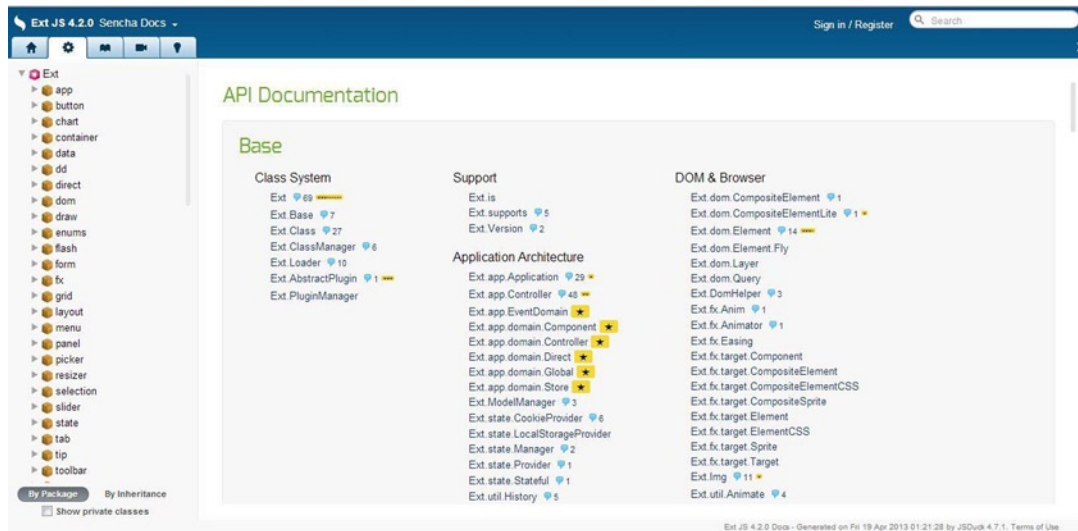 Ext JS 4.2.0 Sencha Docs
Sign in / Register
Search
Ext
app
button
chart
container
data
dd
direct
dom
draw
enums
flash
form
fx
grid
layout
menu
panel
picker
resizer
selection
slider
state
tab
tip
toolbar
By Package By Inheritance
Show private classes
API Documentation
Base
Class System
Ext 69
Ext.Base 7
Ext.Class 27
Ext.ClassManager 6
Ext.Loader 10
Ext.AbstractPlugin 1
Ext.PluginManager
Support
Ext.is
Ext.supports 5
Ext.Version 2
Application Architecture
Ext.app.Application 29
Ext.app.Controller 48
Ext.app.EventDomain ★
Ext.app.domain.Component ★
Ext.app.domain.Controller ★
Ext.app.domain.Direct ★
Ext.app.domain.Global ★
Ext.app.domain.Store ★
Ext.ModelManager 3
Ext.state.CookieProvider 6
Ext.state.LocalStorageProvider
Ext.state.Manager 2
Ext.state.Provider 1
Ext.state.Stateful 1
Ext.util.History 5
DOM & Browser
Ext.dom.CompositeElement 1
Ext.dom.CompositeElementLite 1
Ext.dom.Element 14
Ext.dom.Element.Fly
Ext.dom.Layer
Ext.dom.Query
Ext.DomHelper 3
Ext.fx.Anim 1
Ext.fx.Animator 1
Ext.fx.Easing
Ext.fx.target.Component
Ext.fx.target.CompositeElement
Ext.fx.target.CompositeElementCSS
Ext.fx.target.CompositeSprite
Ext.fx.target.Element
Ext.fx.target.ElementCSS
Ext.fx.target.Sprite
Ext.fx.target.Target
Ext.Img 11
Ext.util.Animate 4
Ext JS 4.2.0 Docs - Generated on Fri 19 Apr 2013 01:21:28 by JSDuck 4.7.1. Terms of Use